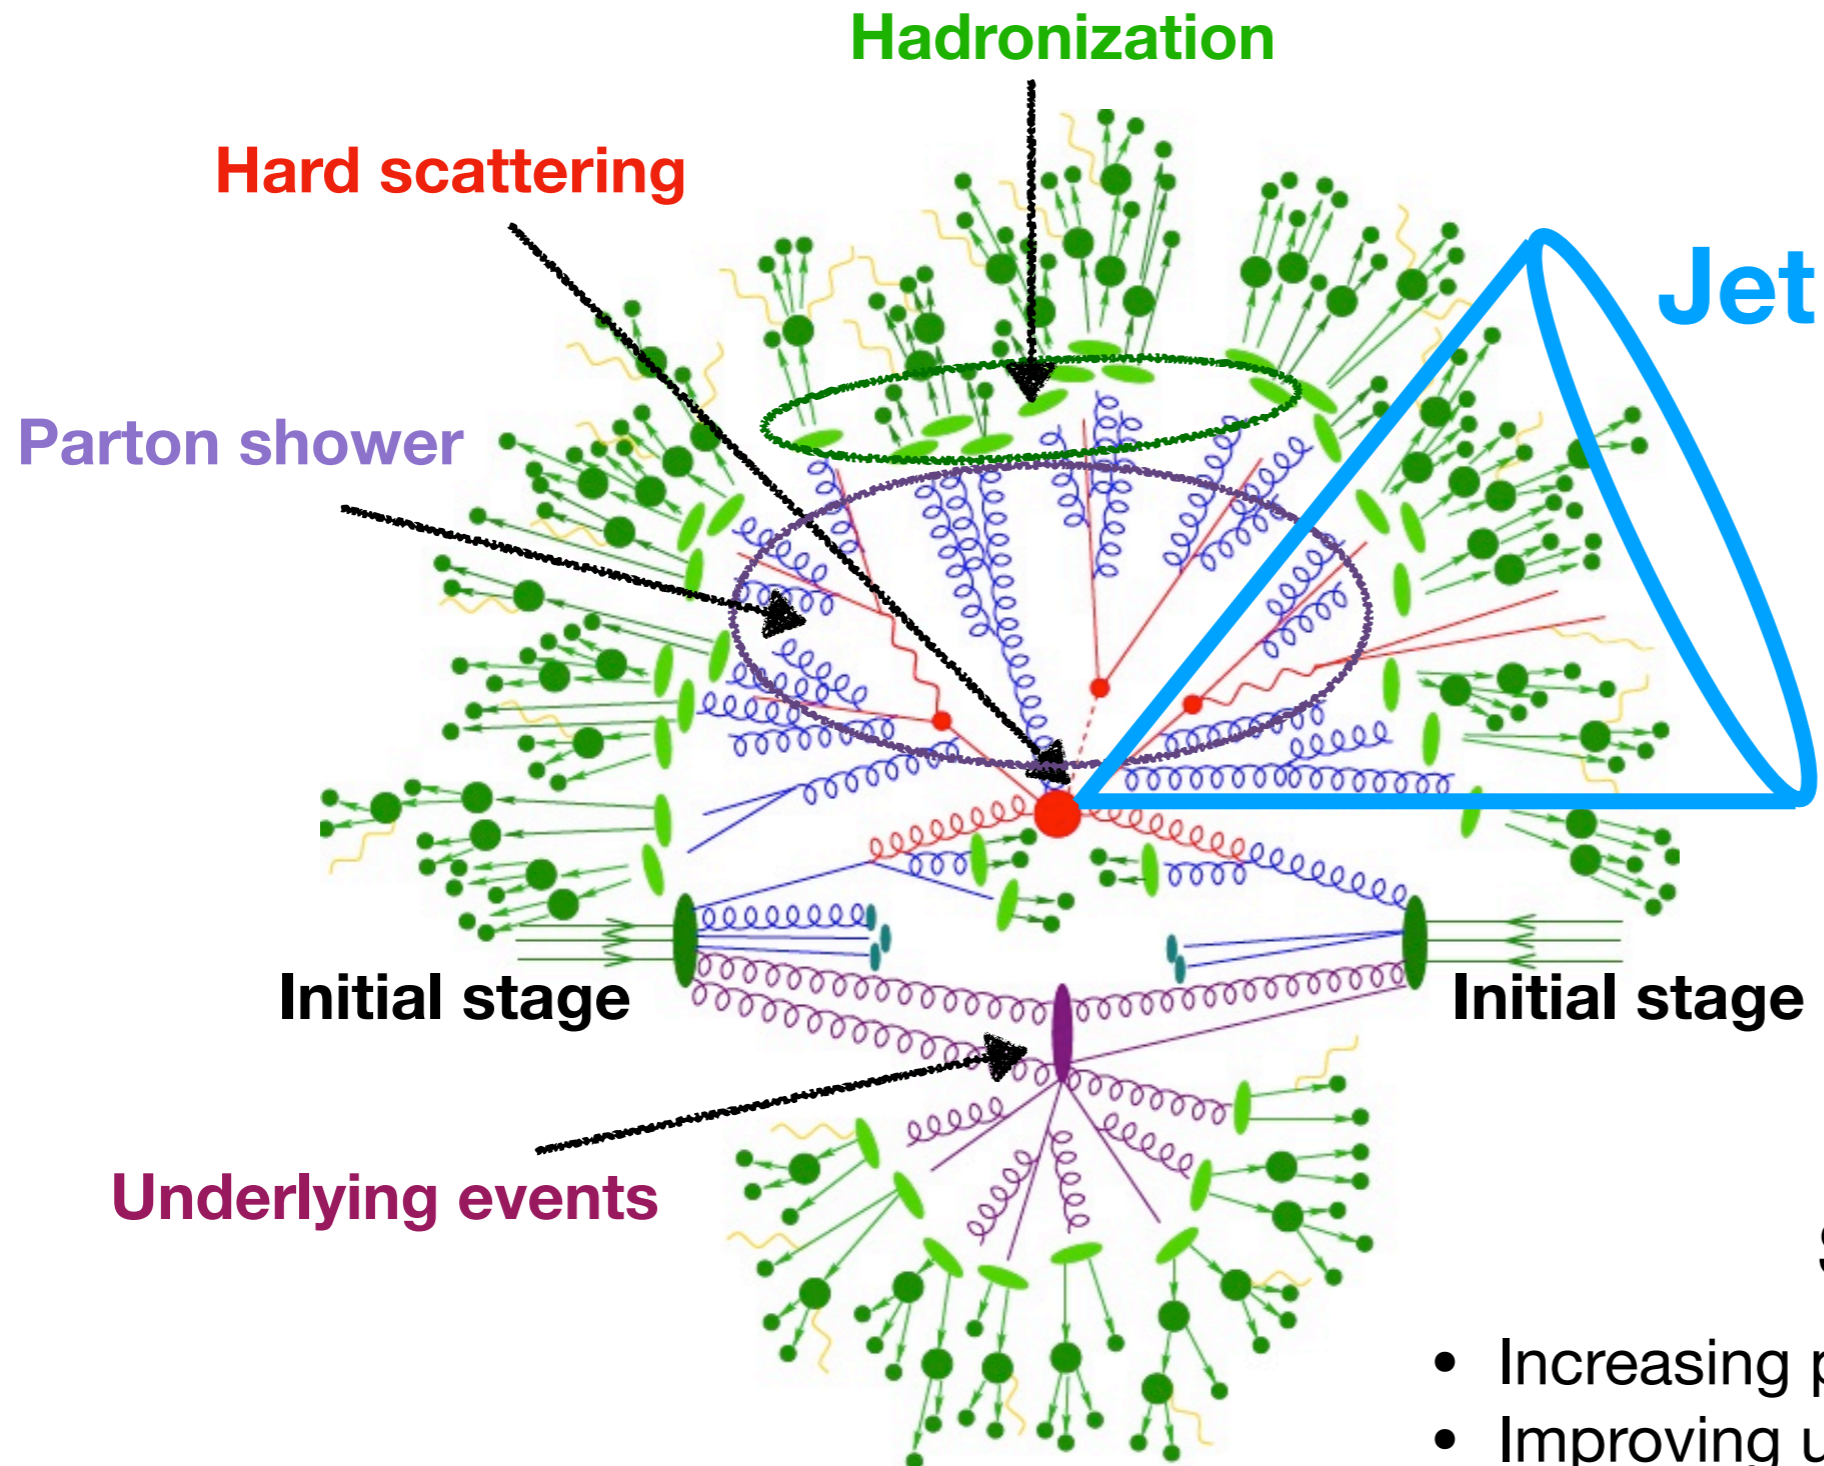 Hadronization
Hard scattering
Jet
Parton shower
Initial stage
Initial stage
Underlying events
• Increasing
• Improving